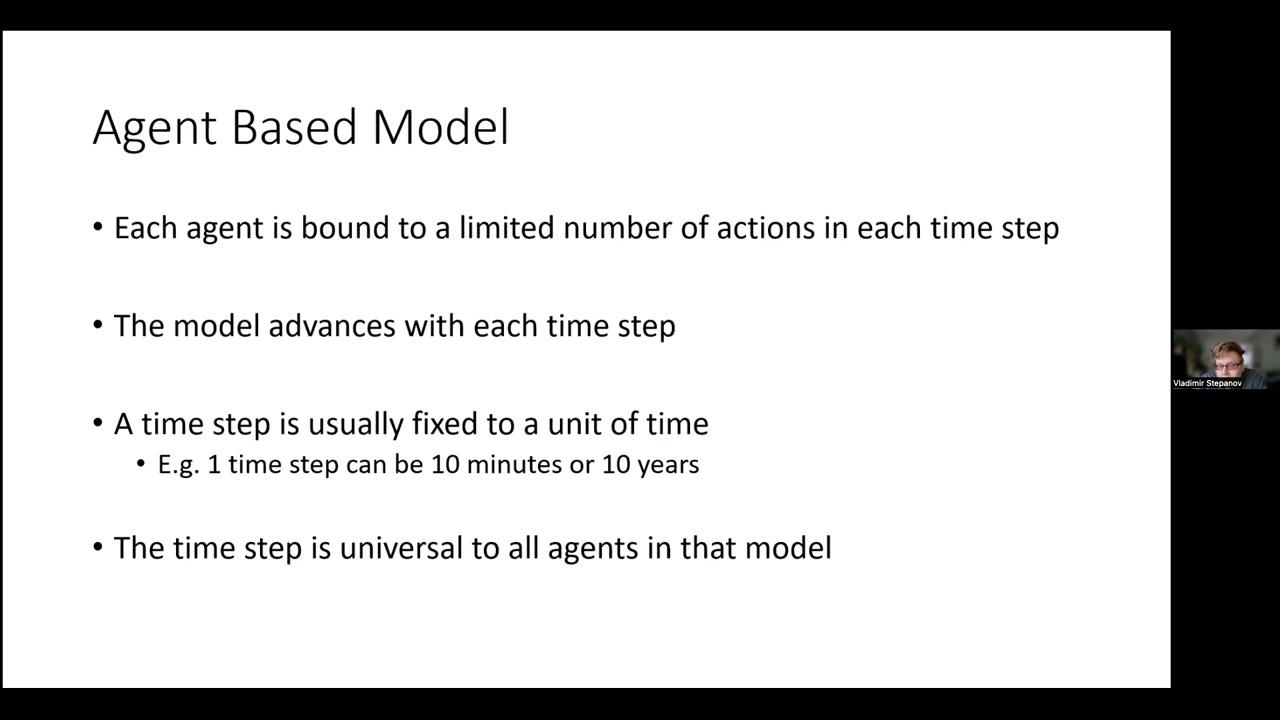 Agent Based Model
• Each agent is bound to a limited number of actions in each time step
• The model advances with each time step
• A time step is usually fixed to a unit of time
• E.g. 1 time step can be 10 minutes or 10 years
• The time step is universal to all agents in that model
Vladimir Stepanov